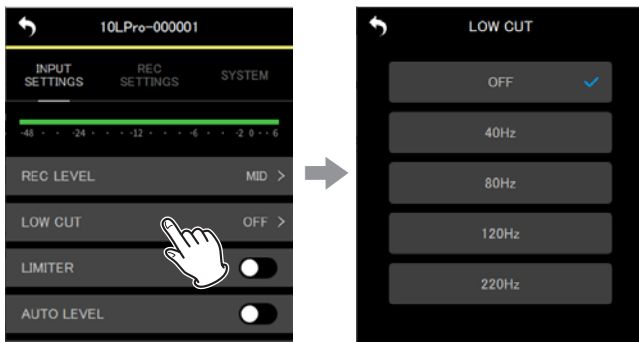 10LPro-000001
INPUT
SETTINGS
REC
SETTINGS
SYSTEM
-48 · · · -24 · · · -12 · · · · -6 · · · -2 0 · · 6
REC LEVEL MID >
LOW CUT OFF >
LIMITER
AUTO LEVEL
LOW CUT
OFF
40Hz
80Hz
120Hz
220Hz